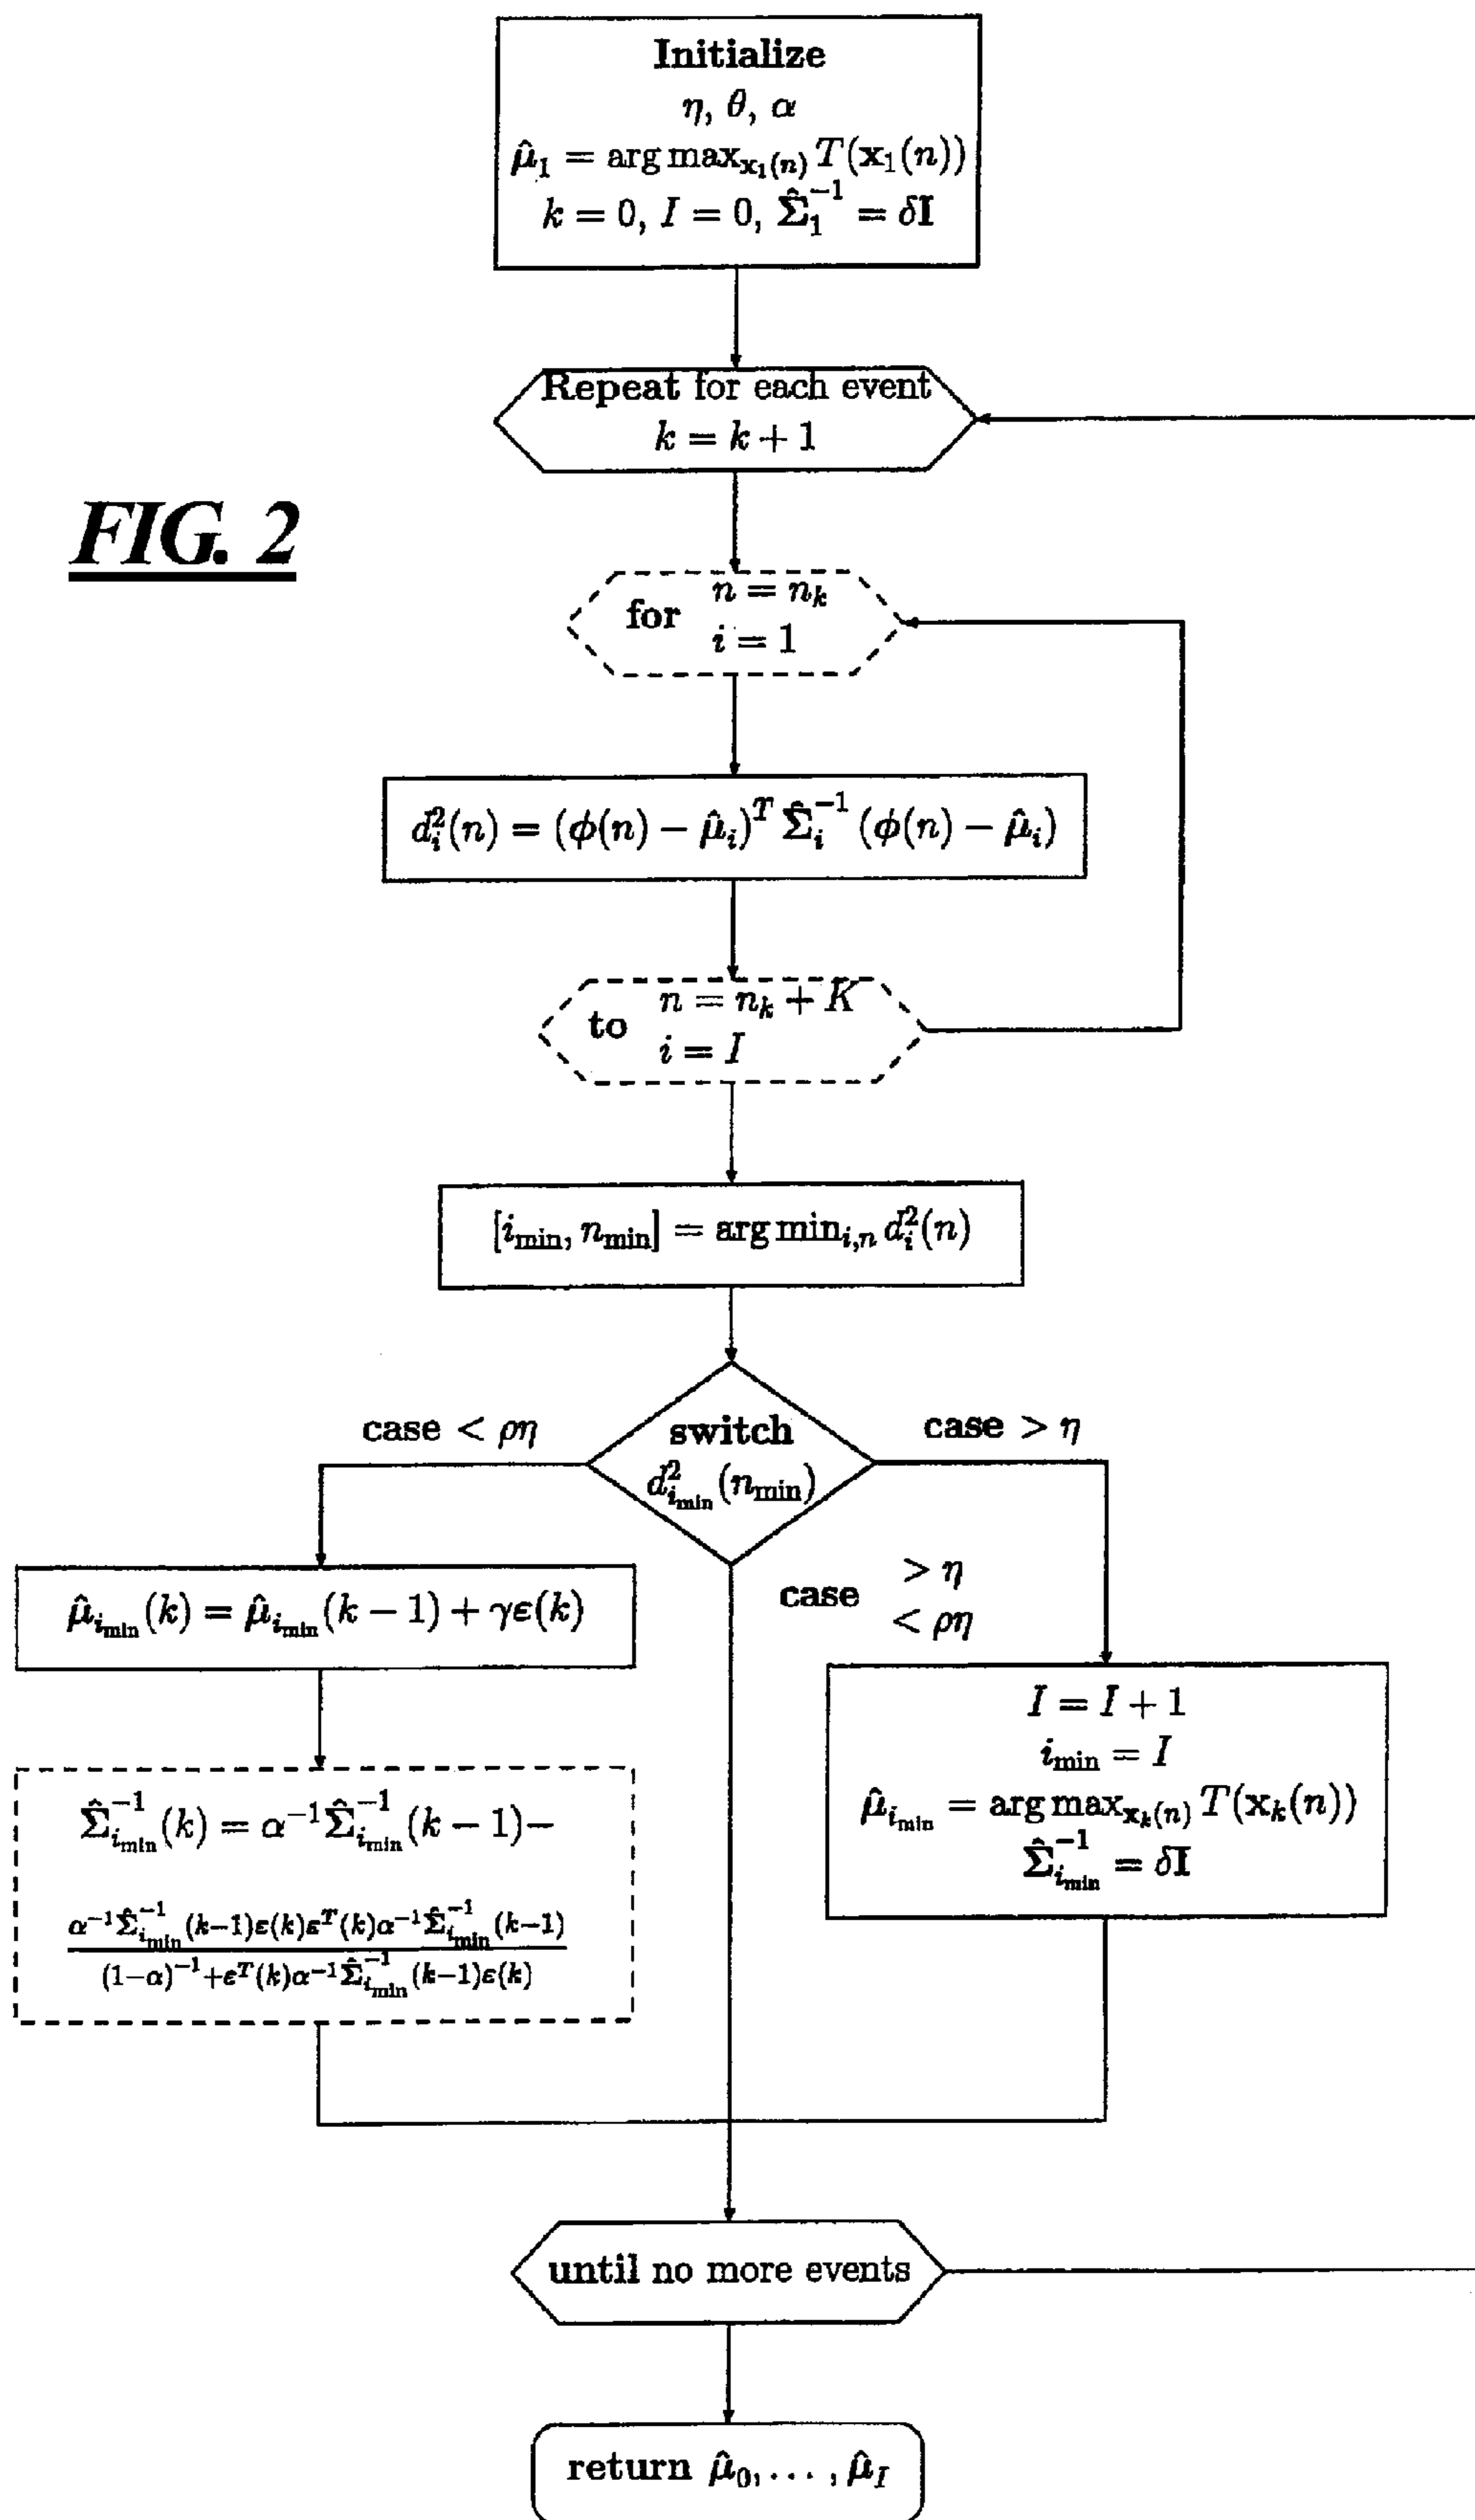 Initialize
η, θ, α
μ̂₁ = arg max_{x₁(n)} T(x₁(n))
k = 0, I = 0, Σ̂₁⁻¹ = δI
Repeat for each event
k = k + 1
FIG. 2
for n = n_k
i = 1
d_i²(n) = (ϕ(n) − μ̂_i)^T Σ̂_i⁻¹ (ϕ(n) − μ̂_i)
to n = n_k + K
i = I
[i_min, n_min] = arg min_{i,n} d_i²(n)
case < ρη
switch
d²_{i_min}(n_min)
case > η
case > η
< ρη
μ̂_{i_min}(k) = μ̂_{i_min}(k − 1) + γε(k)
Σ̂⁻¹_{i_min}(k) = α⁻¹Σ̂⁻¹_{i_min}(k − 1)−
α⁻¹Σ̂⁻¹_{i_min}(k−1)ε(k)ε^T(k)α⁻¹Σ̂⁻¹_{i_min}(k−1)
(1−α)⁻¹+ε^T(k)α⁻¹Σ̂⁻¹_{i_min}(k−1)ε(k)
I = I + 1
i_min = I
μ̂_{i_min} = arg max_{x_k(n)} T(x_k(n))
Σ̂⁻¹_{i_min} = δI
until no more events
return μ̂₀, … , μ̂_I